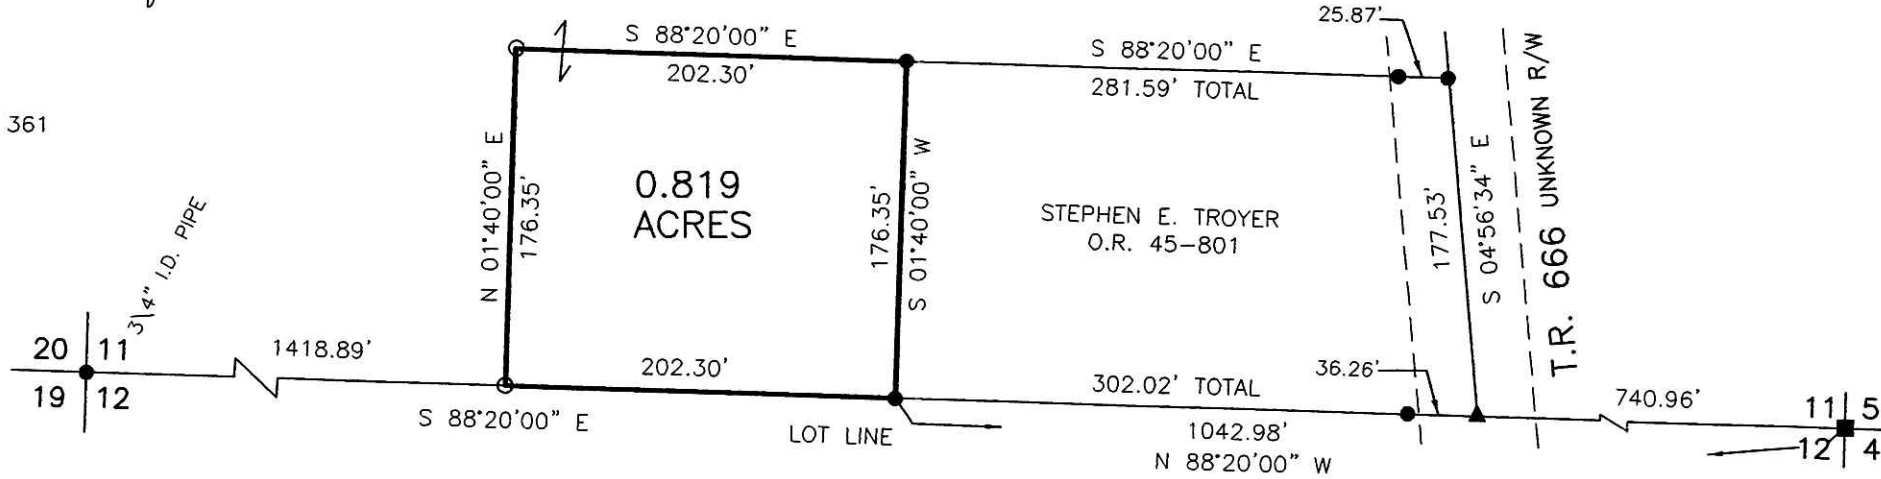 25.87'
S 88°20'00" E
202.30'
S 88°20'00" E
281.59' TOTAL
361
N 01°40'00" E
176.35'
0.819
ACRES
176.35'
S 01°40'00" W
STEPHEN E. TROYER
O.R. 45-801
177.53'
S 04°56'34" E
T.R. 666 UNKNOWN R/W
3\4" I.D. PIPE
20 11
19 12
1418.89'
202.30'
S 88°20'00" E
LOT LINE
302.02' TOTAL
36.26'
1042.98'
N 88°20'00" W
740.96'
11 5
12 4